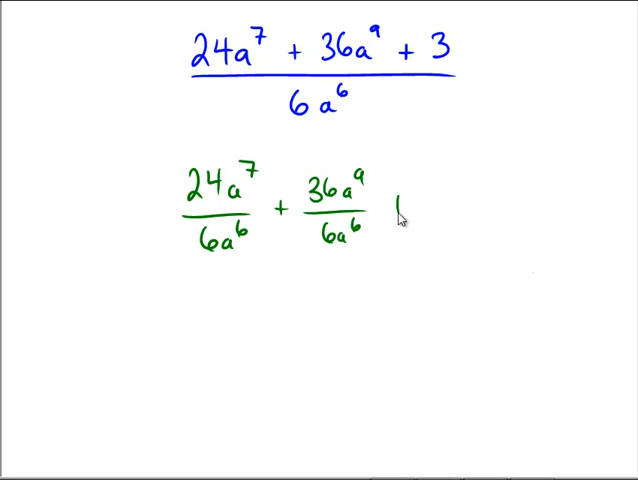 24a⁷ + 36a⁹ + 3
6a⁶
24a⁷ + 36a⁹
6a⁶ 6a⁶